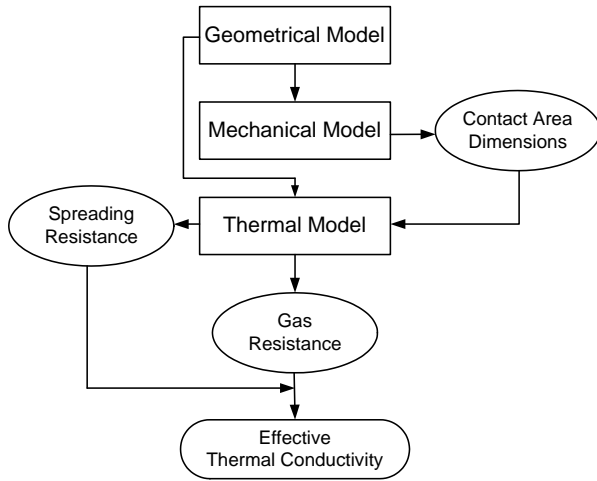 Geometrical Model
Mechanical Model
Contact Area
Dimensions
Spreading
Resistance
Thermal Model
Gas
Resistance
Effective
Thermal Conductivity